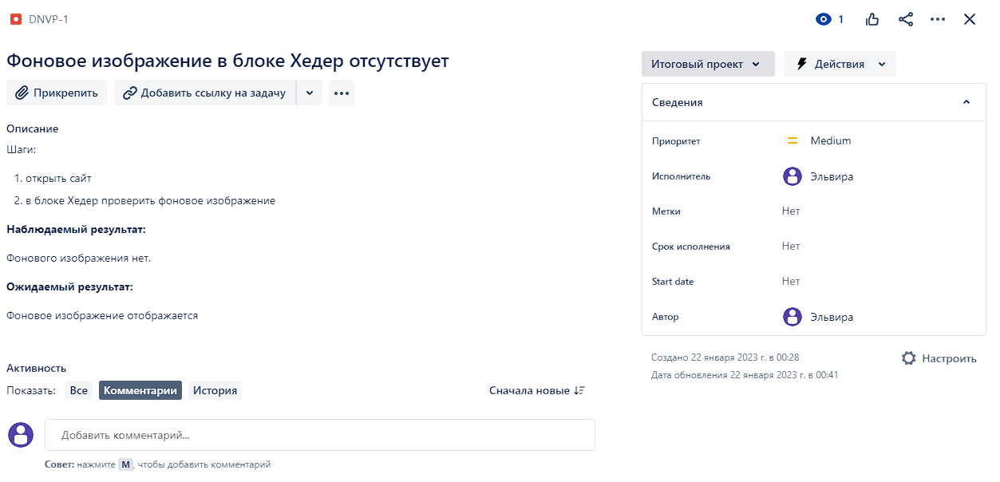 DNVP-1
1
Фоновое изображение в блоке Хедер отсутствует
Прикрепить
Добавить ссылку на задачу
Описание
Шаги:
1. открыть сайт
2. в блоке Хедер проверить фоновое изображение
Наблюдаемый результат:
Фонового изображения нет.
Ожидаемый результат:
Фоновое изображение отображается
Активность
Показать: Все Комментарии История
Сначала новые
Добавить комментарий...
Совет: нажмите M, чтобы добавить комментарий
Итоговый проект
Действия
Сведения
Приоритет Medium
Исполнитель Эльвира
Метки Нет
Срок исполнения Нет
Start date Нет
Автор Эльвира
Создано 22 января 2023 г. в 00:28
Дата обновления 22 января 2023 г. в 00:41
Настроить